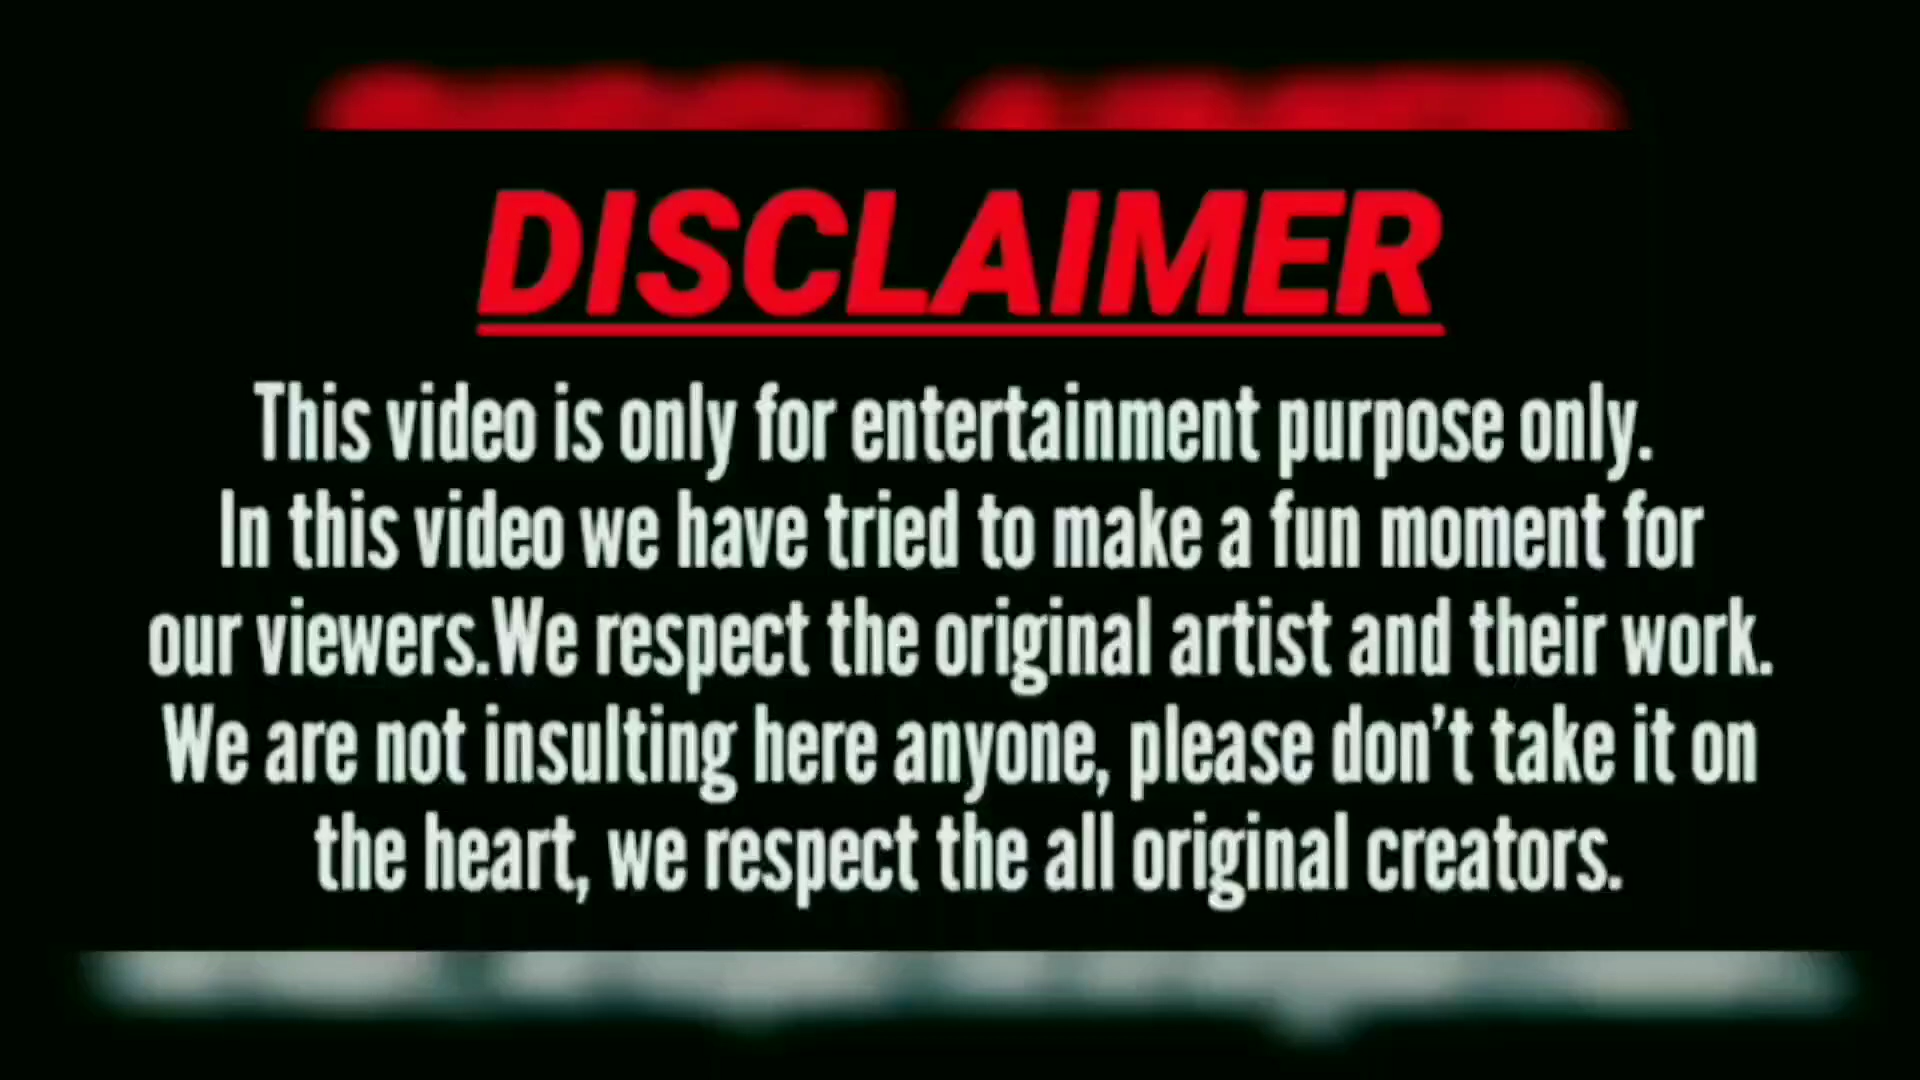 DISCLAIMER
This video is only for entertainment purpose only.
In this video we have tried to make a fun moment for
our viewers.We respect the original artist and their work.
We are not insulting here anyone, please don't take it on
the heart, we respect the all original creators.